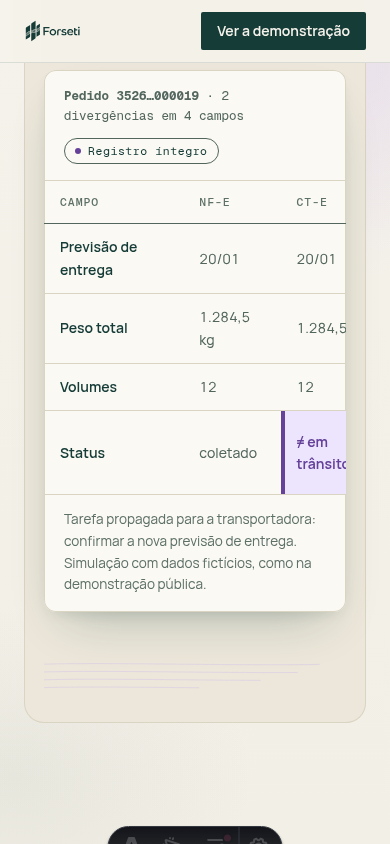 Forseti
Ver a demonstração
Pedido 3526…000019 · 2
divergências em 4 campos
Registro íntegro
CAMPO NF-E CT-E
Previsão de
entrega
20/01 20/01
Peso total
1.284,5
kg
1.284,5
Volumes 12 12
Status coletado
≠ em
trânsito
Tarefa propagada para a transportadora:
confirmar a nova previsão de entrega.
Simulação com dados fictícios, como na
demonstração pública.